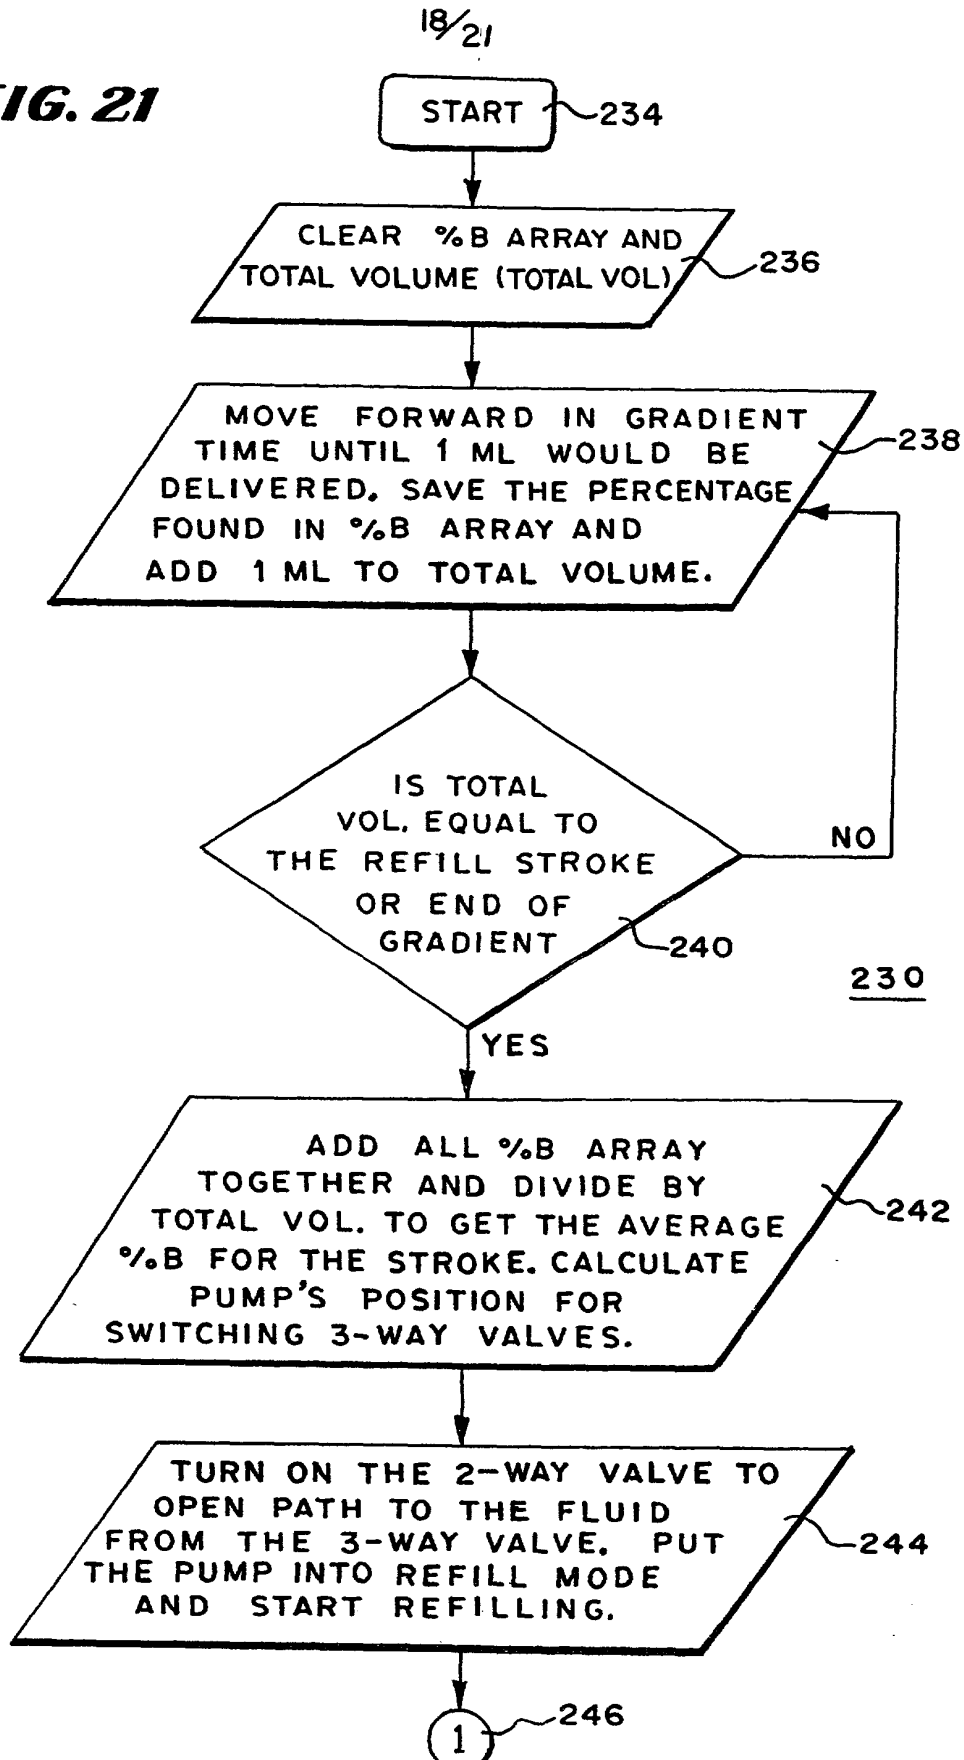 18/21
FIG. 21
START
234
CLEAR %B ARRAY AND
TOTAL VOLUME (TOTAL VOL)
236
MOVE FORWARD IN GRADIENT
TIME UNTIL 1 ML WOULD BE
DELIVERED. SAVE THE PERCENTAGE
FOUND IN %B ARRAY AND
ADD 1 ML TO TOTAL VOLUME.
238
IS TOTAL
VOL. EQUAL TO
THE REFILL STROKE
OR END OF
GRADIENT
NO
240
230
YES
ADD ALL %B ARRAY
TOGETHER AND DIVIDE BY
TOTAL VOL. TO GET THE AVERAGE
%B FOR THE STROKE. CALCULATE
PUMP'S POSITION FOR
SWITCHING 3-WAY VALVES.
242
TURN ON THE 2-WAY VALVE TO
OPEN PATH TO THE FLUID
FROM THE 3-WAY VALVE. PUT
THE PUMP INTO REFILL MODE
AND START REFILLING.
244
1
246